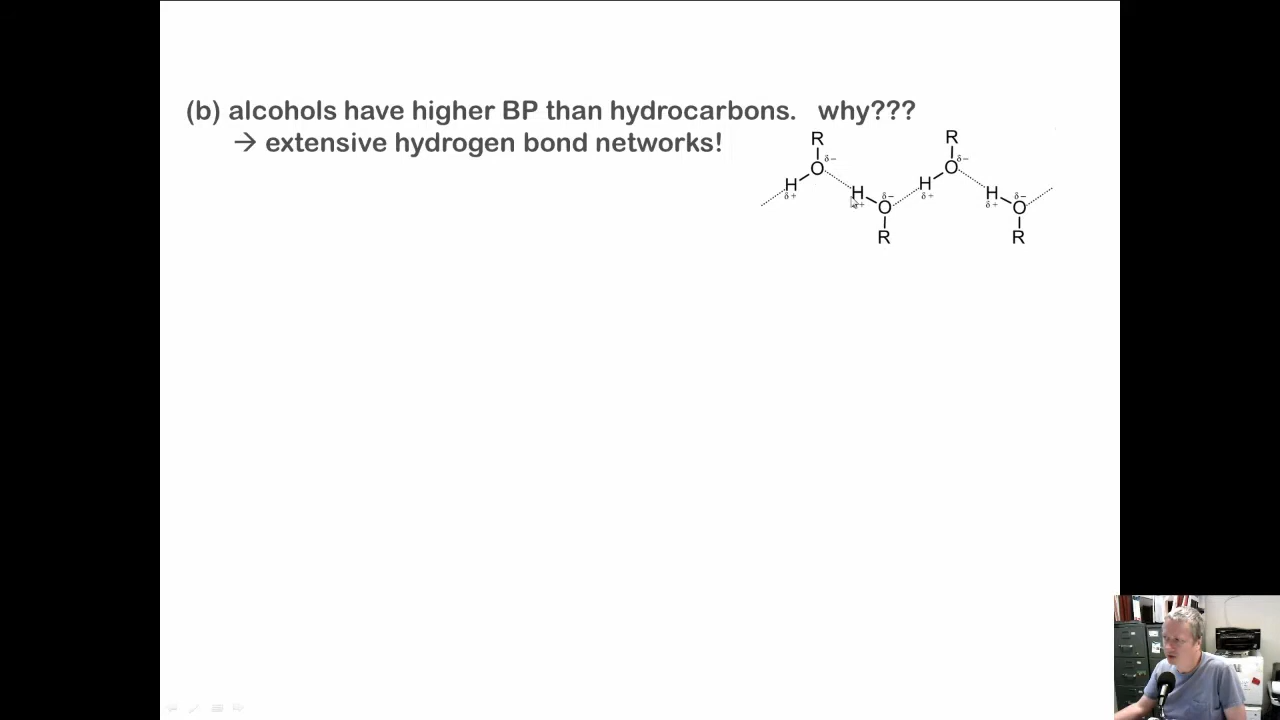 (b) alcohols have higher BP than hydrocarbons. why???
→ extensive hydrogen bond networks!
R R
δ− δ−
O O
H H H H
δ+ δ+ δ− δ+ δ+ δ−
O O
R R